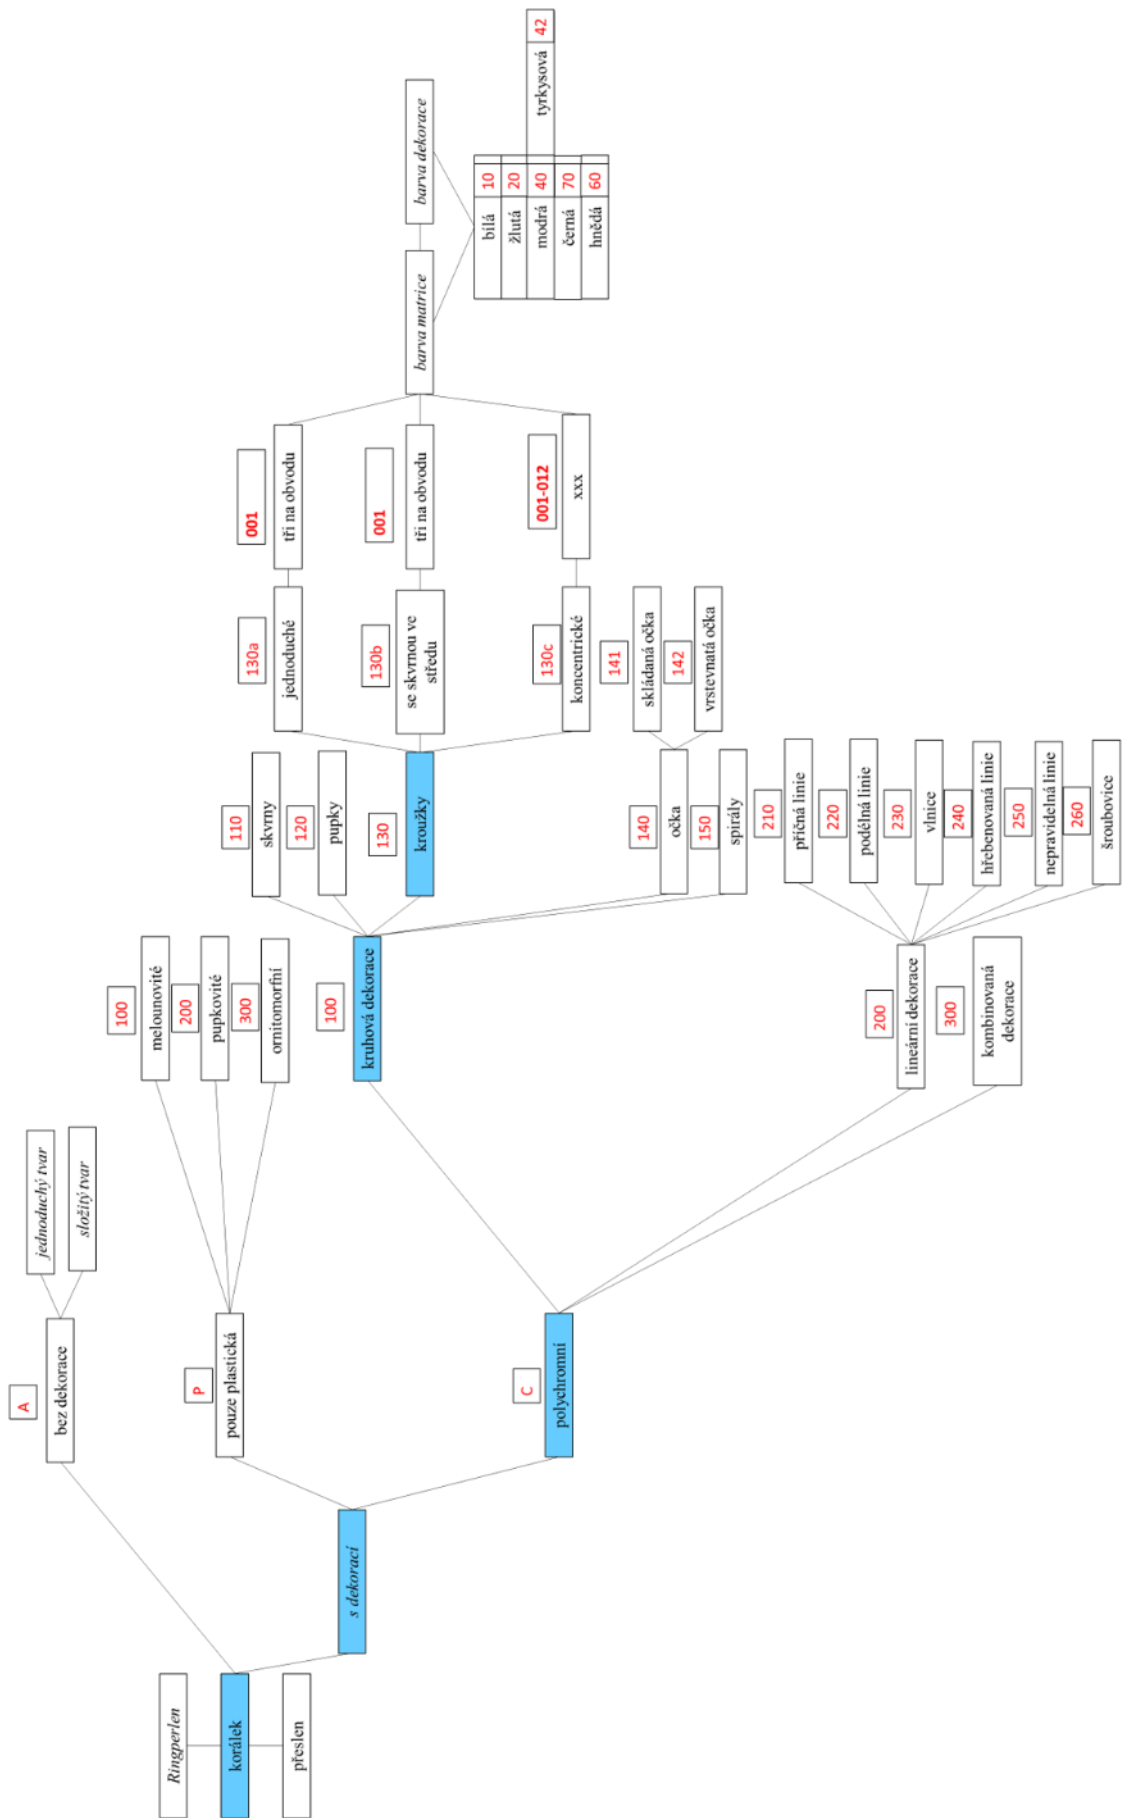 Ringperlen
korálek
přeslen
s dekorací
A
bez dekorace
P
pouze plastická
C
polychromní
jednoduchý tvar
složitý tvar
100
melounovité
200
pupkovité
300
ornitomorfní
100
kruhová dekorace
200
lineární dekorace
300
kombinovaná
dekorace
110
skvrny
120
pupky
130
kroužky
140
očka
150
spirály
210
příčná linie
220
podélná linie
230
vlnice
240
hřebenovaná linie
250
nepravidelná linie
260
šroubovice
130a
jednoduché
130b
se skvrnou ve
středu
130c
koncentrické
141
skládaná očka
142
vrstevnatá očka
001
tři na obvodu
001
tři na obvodu
001-012
xxx
barva matrice
barva dekorace
bílá 10
žlutá 20
modrá 40 tyrkysová 42
černá 70
hnědá 60